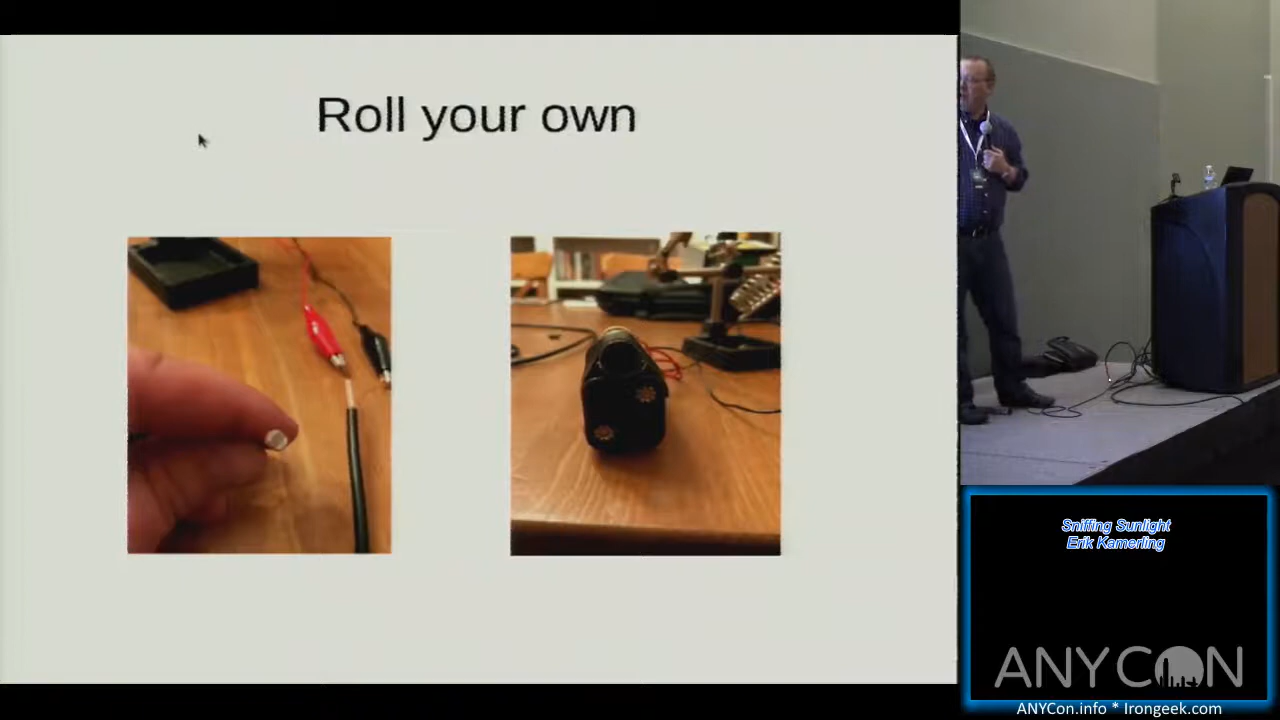 Roll your own
Sniffing Sunlight
Erik Kamerling
ANYCON
ANYCon.info * Irongeek.com